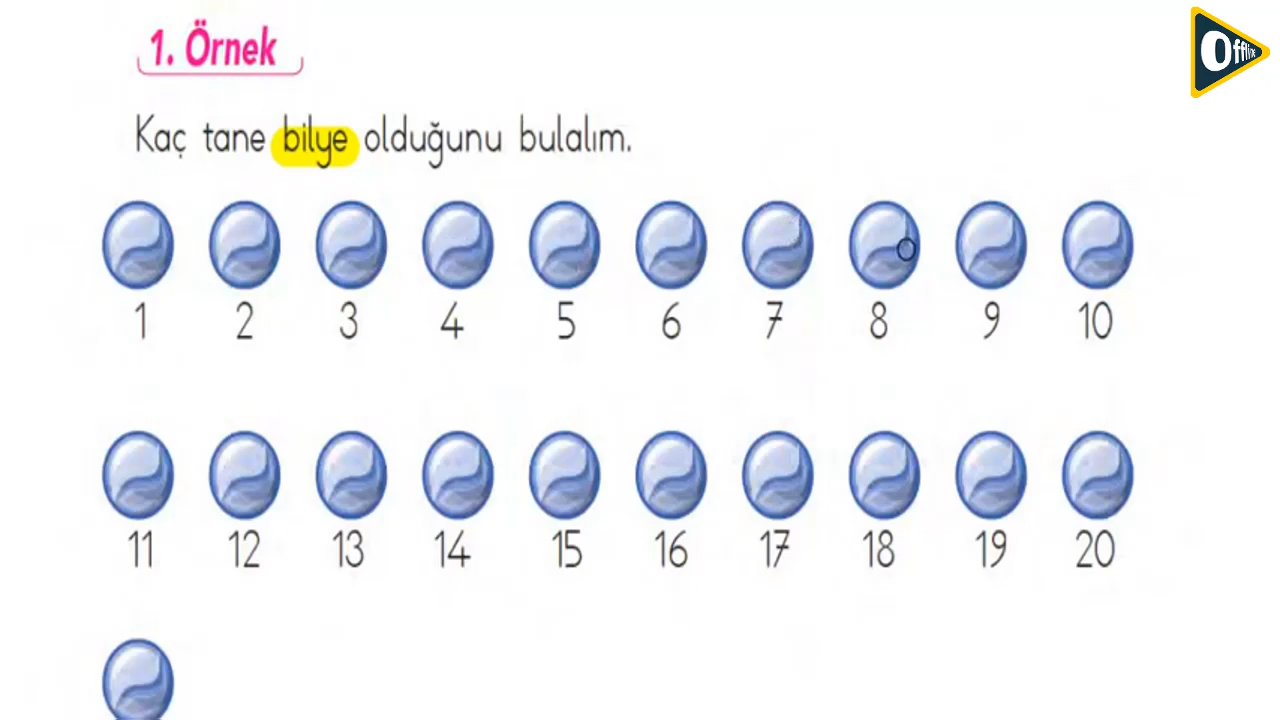 1. Örnek
Offline
Kaç tane bilye olduğunu bulalım.
1 2 3 4 5 6 7 8 9 10
11 12 13 14 15 16 17 18 19 20